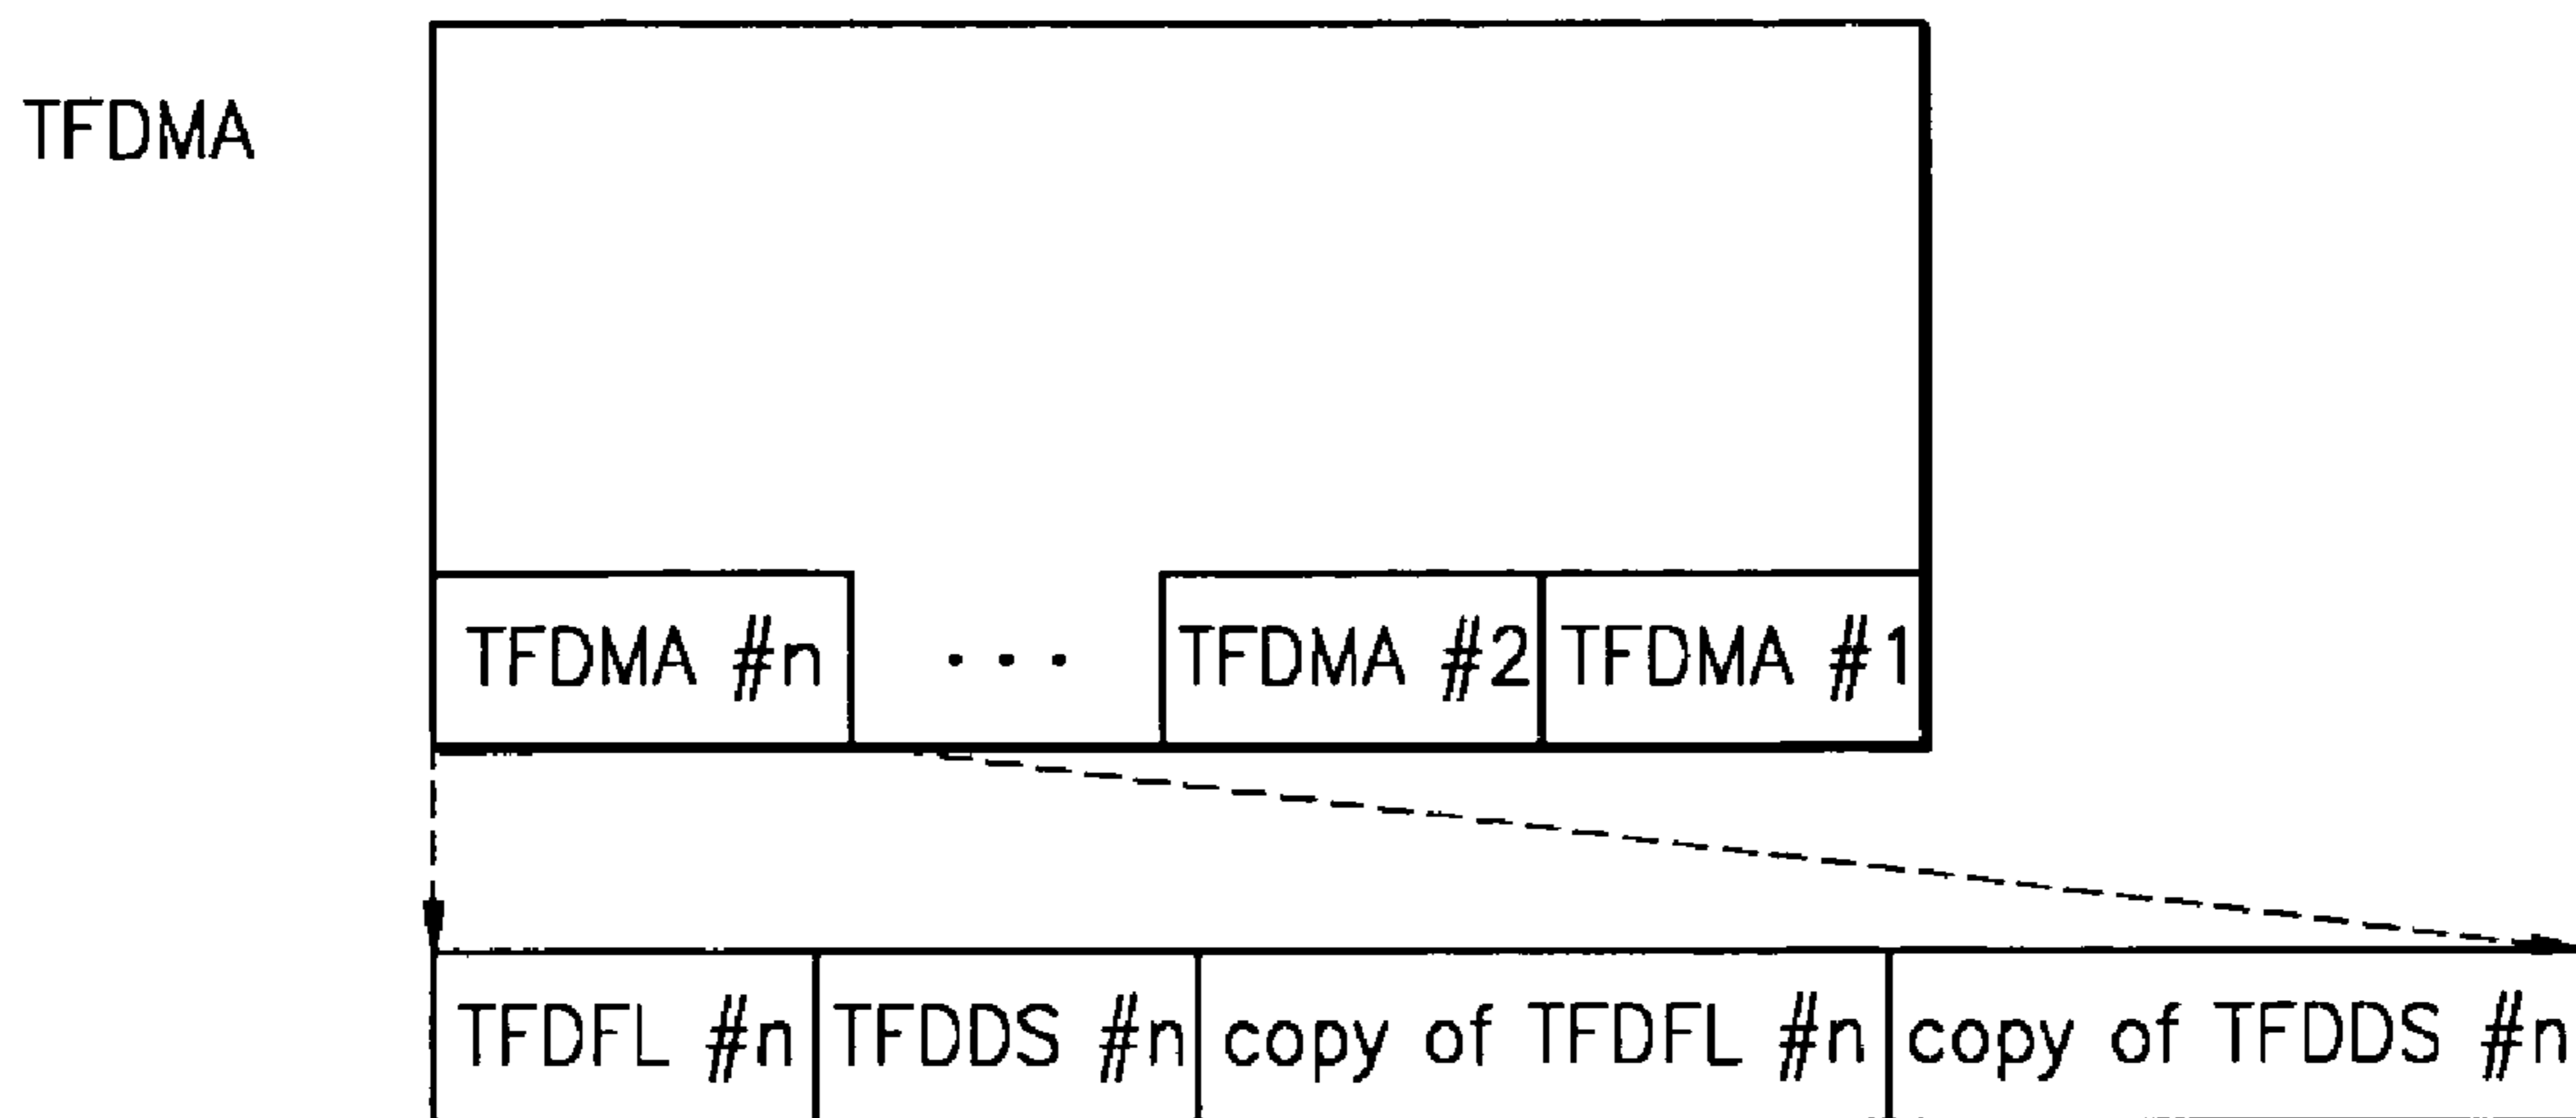 TFDMA
TFDMA #n ... TFDMA #2 TFDMA #1
TFDFL #n TFDDS #n copy of TFDFL #n copy of TFDDS #n